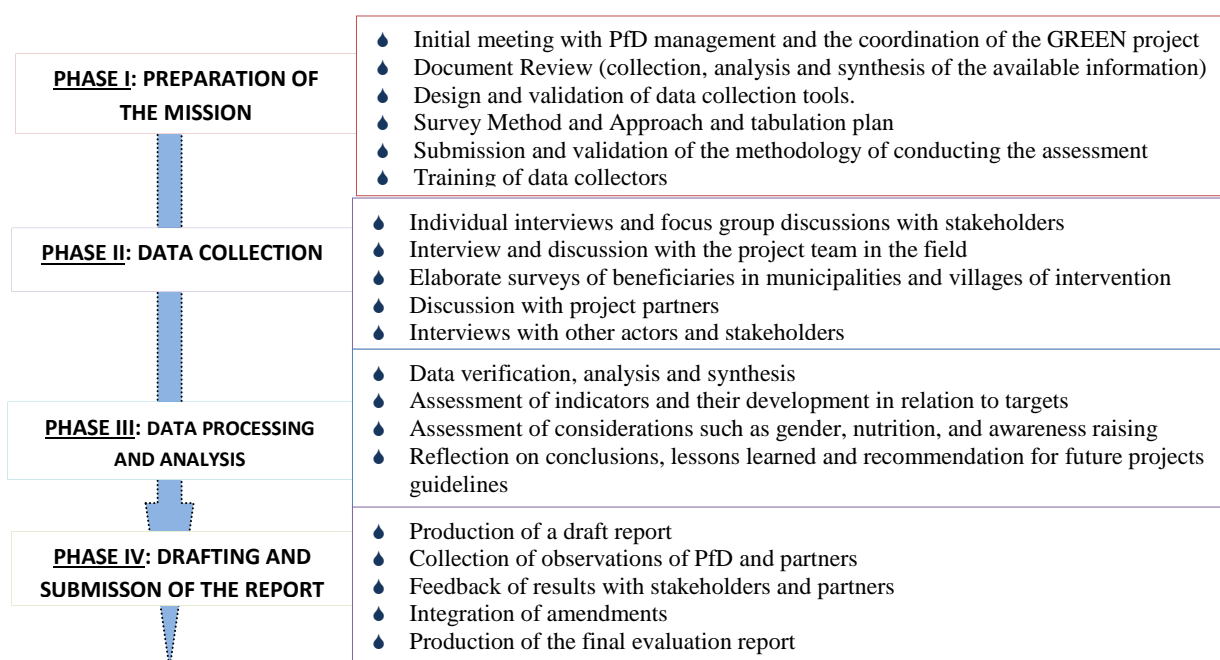 PHASE I: PREPARATION OF
THE MISSION
Initial meeting with PfD management and the coordination of the GREEN project
Document Review (collection, analysis and synthesis of the available information)
Design and validation of data collection tools.
Survey Method and Approach and tabulation plan
Submission and validation of the methodology of conducting the assessment
Training of data collectors
PHASE II: DATA COLLECTION
Individual interviews and focus group discussions with stakeholders
Interview and discussion with the project team in the field
Elaborate surveys of beneficiaries in municipalities and villages of intervention
Discussion with project partners
Interviews with other actors and stakeholders
PHASE III: DATA PROCESSING
AND ANALYSIS
Data verification, analysis and synthesis
Assessment of indicators and their development in relation to targets
Assessment of considerations such as gender, nutrition, and awareness raising
Reflection on conclusions, lessons learned and recommendation for future projects
guidelines
PHASE IV: DRAFTING AND
SUBMISSON OF THE REPORT
Production of a draft report
Collection of observations of PfD and partners
Feedback of results with stakeholders and partners
Integration of amendments
Production of the final evaluation report